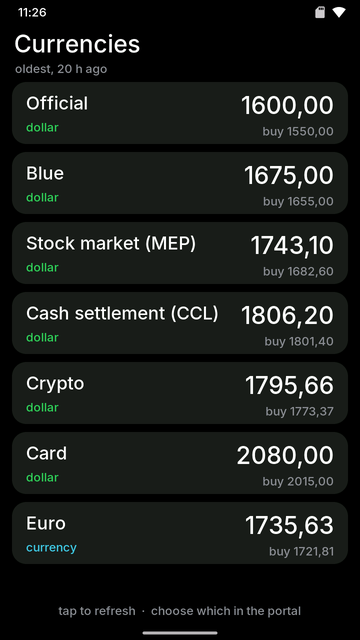 11:26
Currencies
oldest, 20 h ago
Official 1600,00
dollar buy 1550,00
Blue 1675,00
dollar buy 1655,00
Stock market (MEP) 1743,10
dollar buy 1682,60
Cash settlement (CCL) 1806,20
dollar buy 1801,40
Crypto 1795,66
dollar buy 1773,37
Card 2080,00
dollar buy 2015,00
Euro 1735,63
currency buy 1721,81
tap to refresh · choose which in the portal